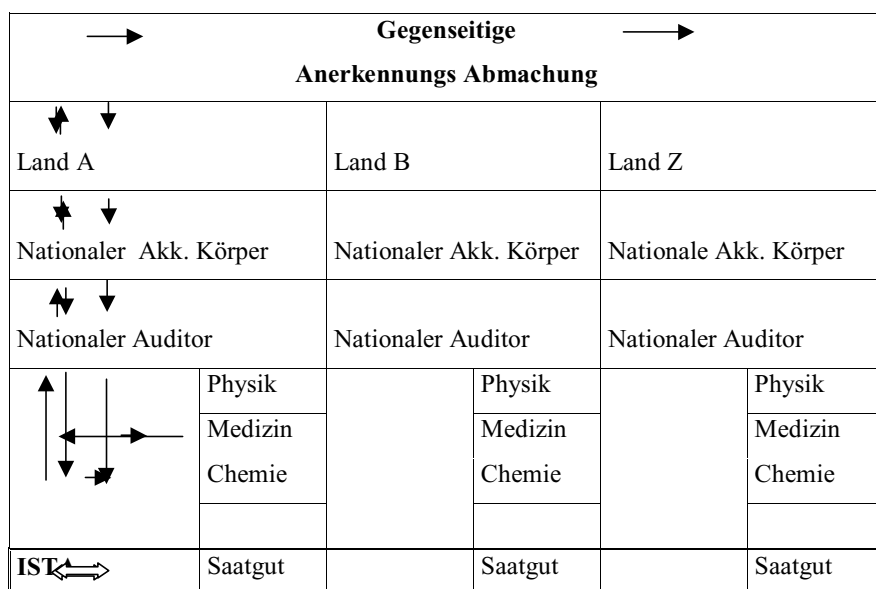 Gegenseitige
Anerkennungs Abmachung
Land A Land B Land Z
Nationaler Akk. Körper Nationaler Akk. Körper Nationale Akk. Körper
Nationaler Auditor Nationaler Auditor Nationaler Auditor
Physik Physik Physik
Medizin Medizin Medizin
Chemie Chemie Chemie
IST Saatgut Saatgut Saatgut